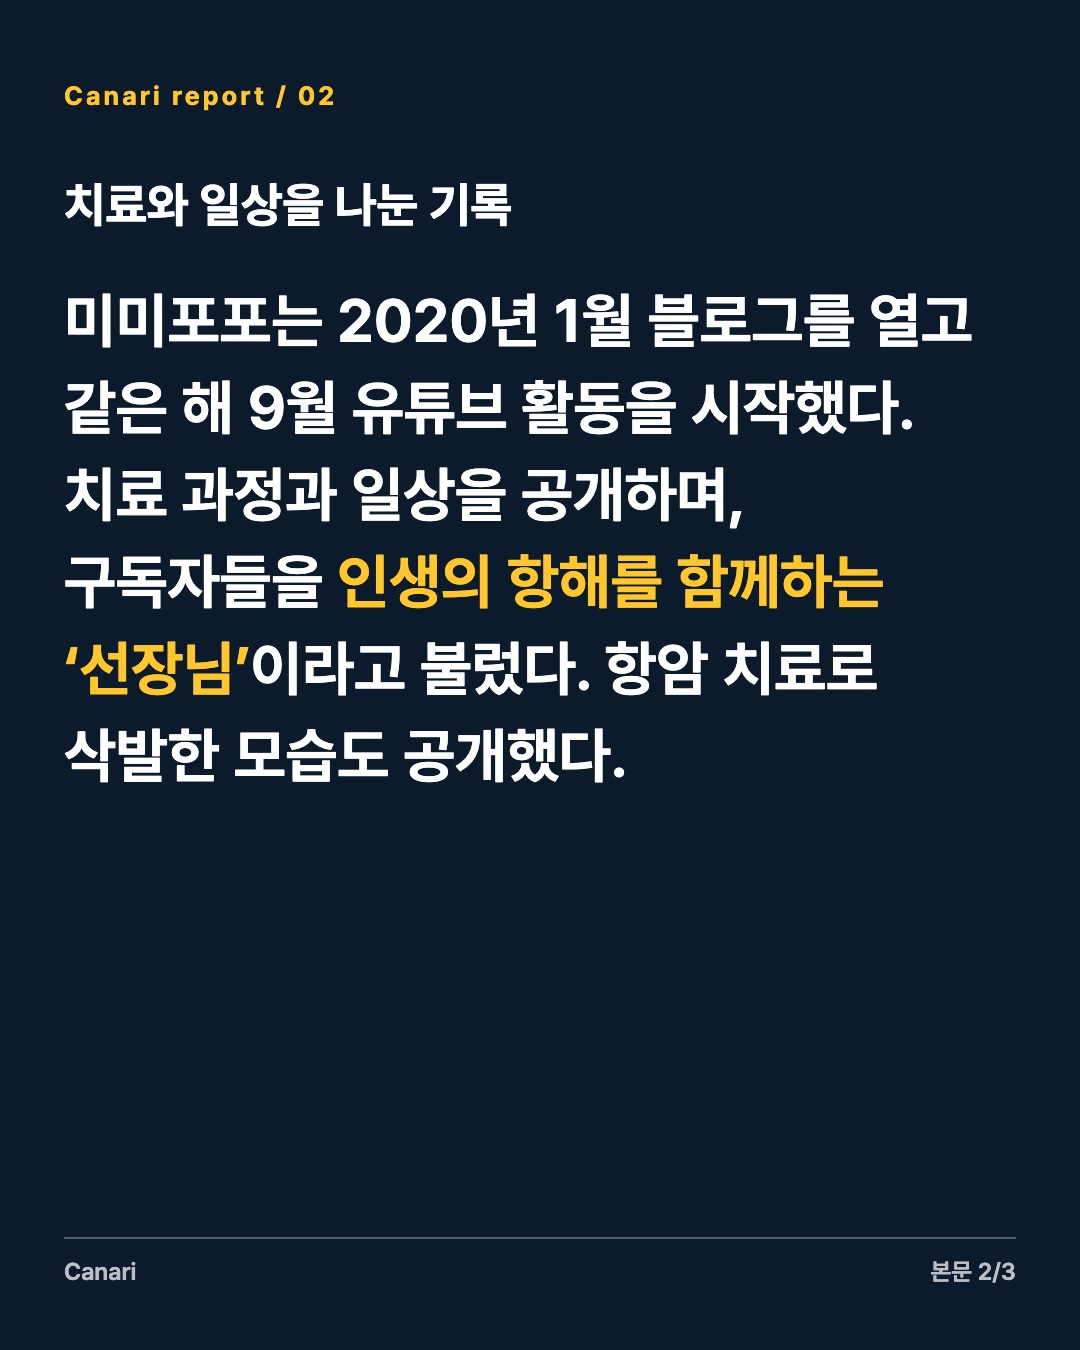 Canari report / 02
치료와 일상을 나눈 기록
미미포포는 2020년 1월 블로그를 열고
같은 해 9월 유튜브 활동을 시작했다.
치료 과정과 일상을 공개하며,
구독자들을 인생의 항해를 함께하는
‘선장님’이라고 불렀다. 항암 치료로
삭발한 모습도 공개했다.
Canari
본문 2/3